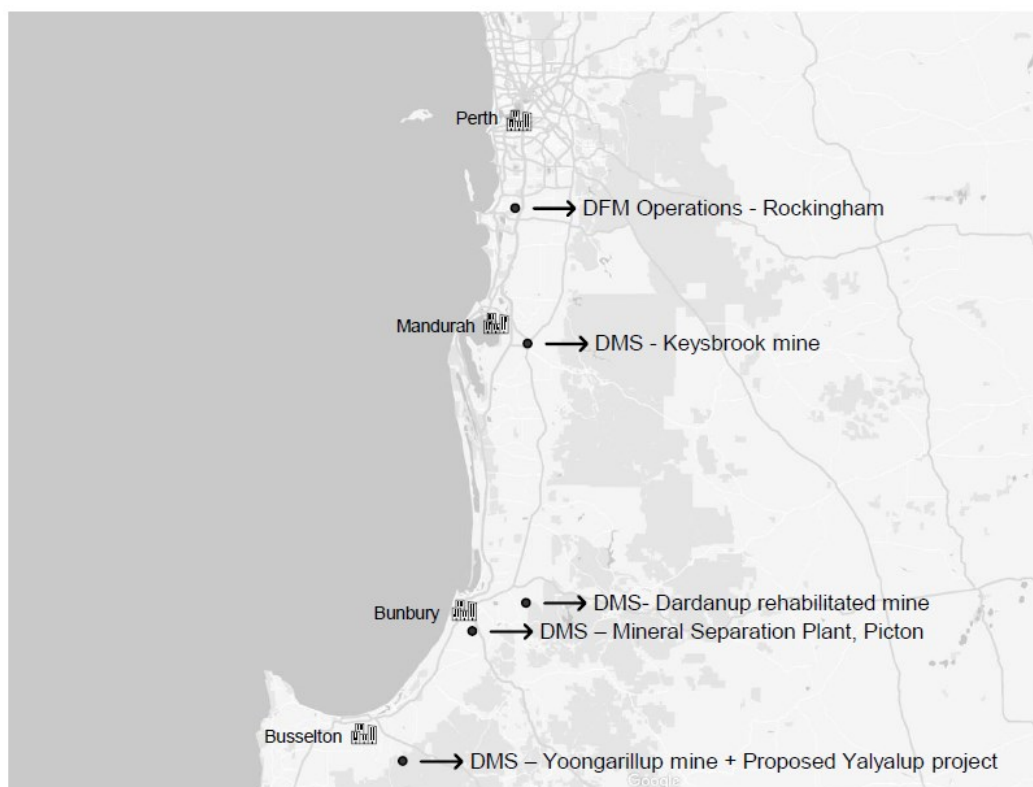 Perth
DFM Operations - Rockingham
Mandurah
DMS - Keysbrook mine
DMS- Dardanup rehabilitated mine
Bunbury
DMS – Mineral Separation Plant, Picton
Busselton
DMS – Yoongarillup mine + Proposed Yalyalup project
Google